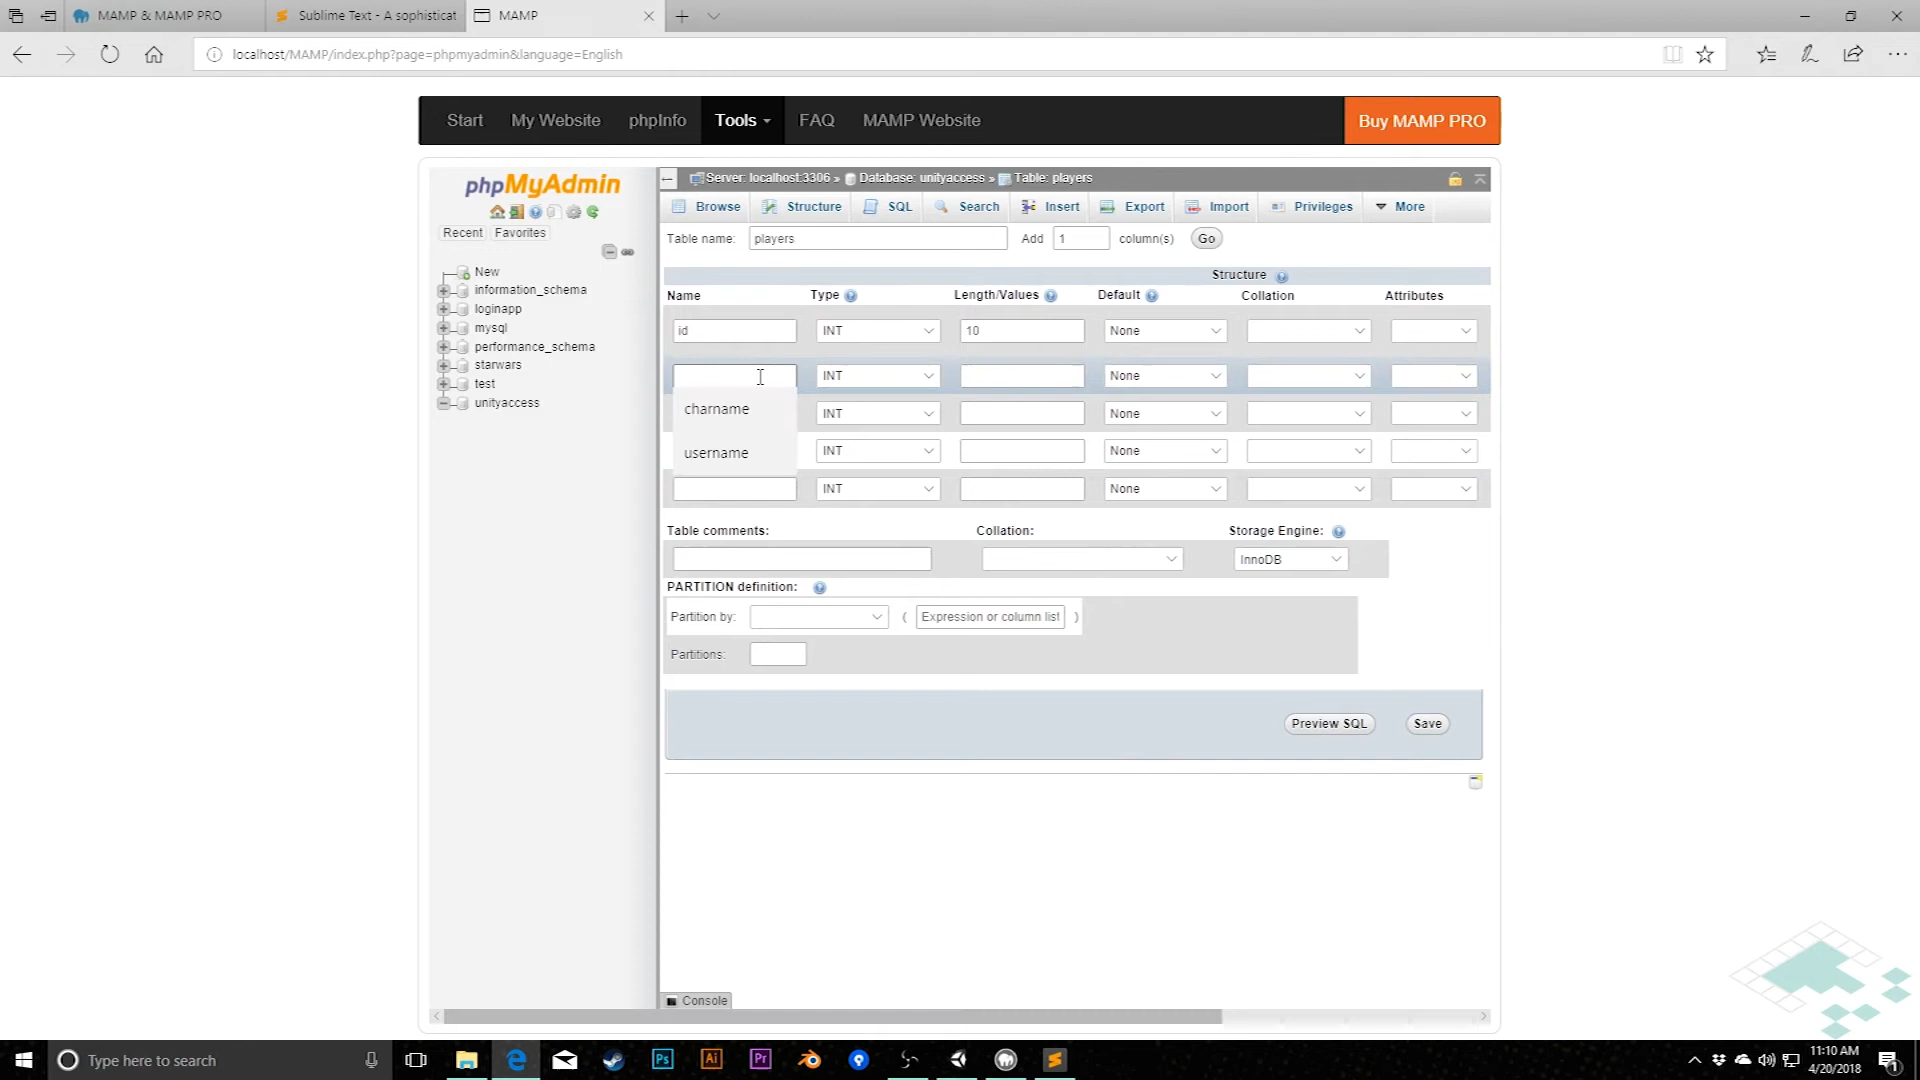 MAMP & MAMP PRO
Sublime Text - A sophisticat
MAMP
localhost/MAMP/index.php?page=phpmyadmin&language=English
Start My Website phpInfo Tools FAQ MAMP Website Buy MAMP PRO
phpMyAdmin
Recent Favorites
New
information_schema
loginapp
mysql
performance_schema
starwars
test
unityaccess
Server: localhost:3306 » Database: unityaccess » Table: players
Browse Structure SQL Search Insert Export Import Privileges More
Table name: players Add 1 column(s) Go
Structure
Name Type Length/Values Default Collation Attributes
id INT 10 None
INT None
charname
INT None
INT None
username
INT None
Table comments: Collation: Storage Engine:
InnoDB
PARTITION definition:
Partition by: ( Expression or column list )
Partitions:
Preview SQL Save
Console
Type here to search
Ps Ai Pr
11:10 AM
4/20/2018
1